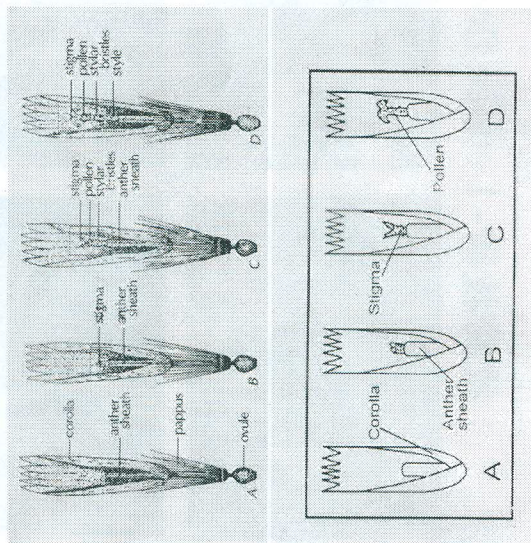 corolla
anther
sheath
pappus
ovule
A
stigma
anther
sheath
B
stigma
pollen
stylar
bristles
anther
sheath
C
stigma
pollen
stylar
bristles
style
D
Corolla
A
Anther
sheath
B
Stigma
C
Pollen
D